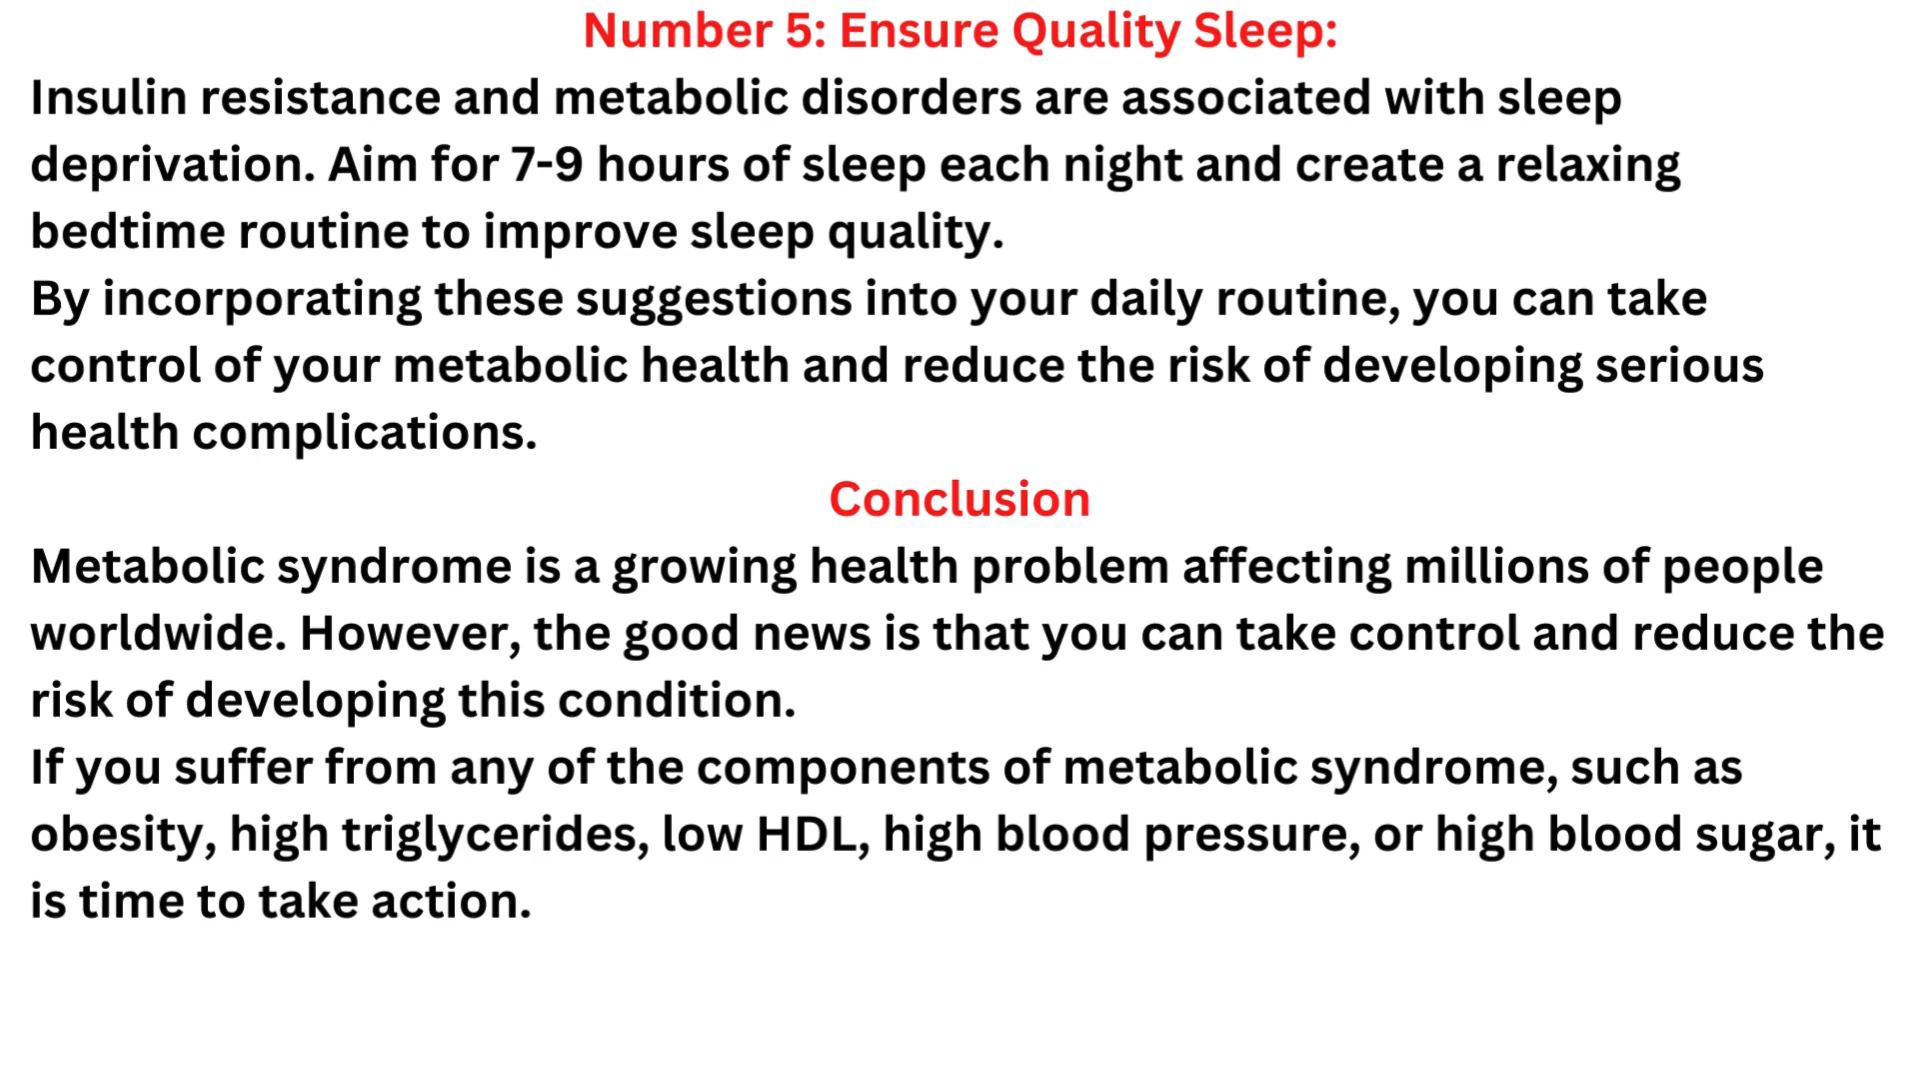 Number 5: Ensure Quality Sleep:
Insulin resistance and metabolic disorders are associated with sleep
deprivation. Aim for 7-9 hours of sleep each night and create a relaxing
bedtime routine to improve sleep quality.
By incorporating these suggestions into your daily routine, you can take
control of your metabolic health and reduce the risk of developing serious
health complications.
Conclusion
Metabolic syndrome is a growing health problem affecting millions of people
worldwide. However, the good news is that you can take control and reduce the
risk of developing this condition.
If you suffer from any of the components of metabolic syndrome, such as
obesity, high triglycerides, low HDL, high blood pressure, or high blood sugar, it
is time to take action.